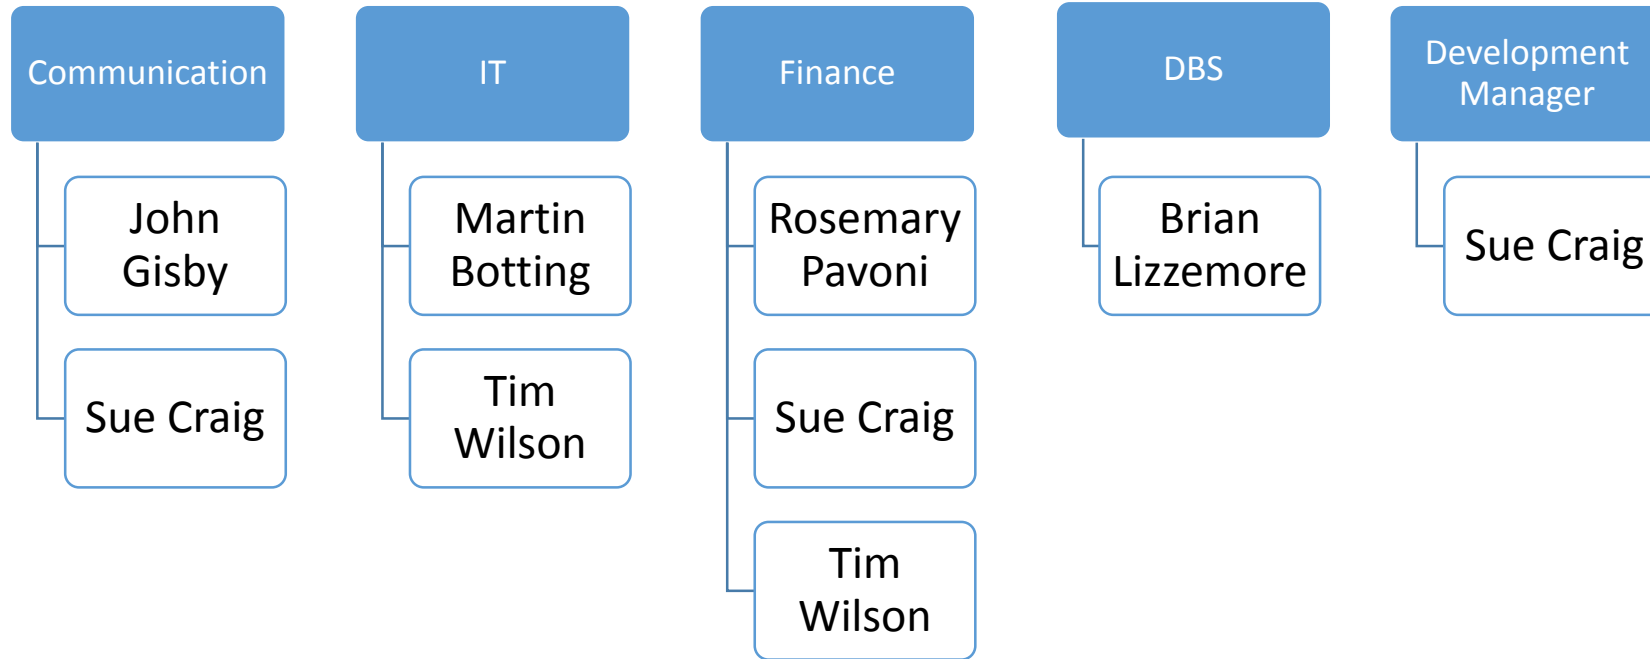 Communication
John
Gisby
Sue Craig
IT
Martin
Botting
Tim
Wilson
Finance
Rosemary
Pavoni
Sue Craig
Tim
Wilson
DBS
Brian
Lizzemore
Development
Manager
Sue Craig